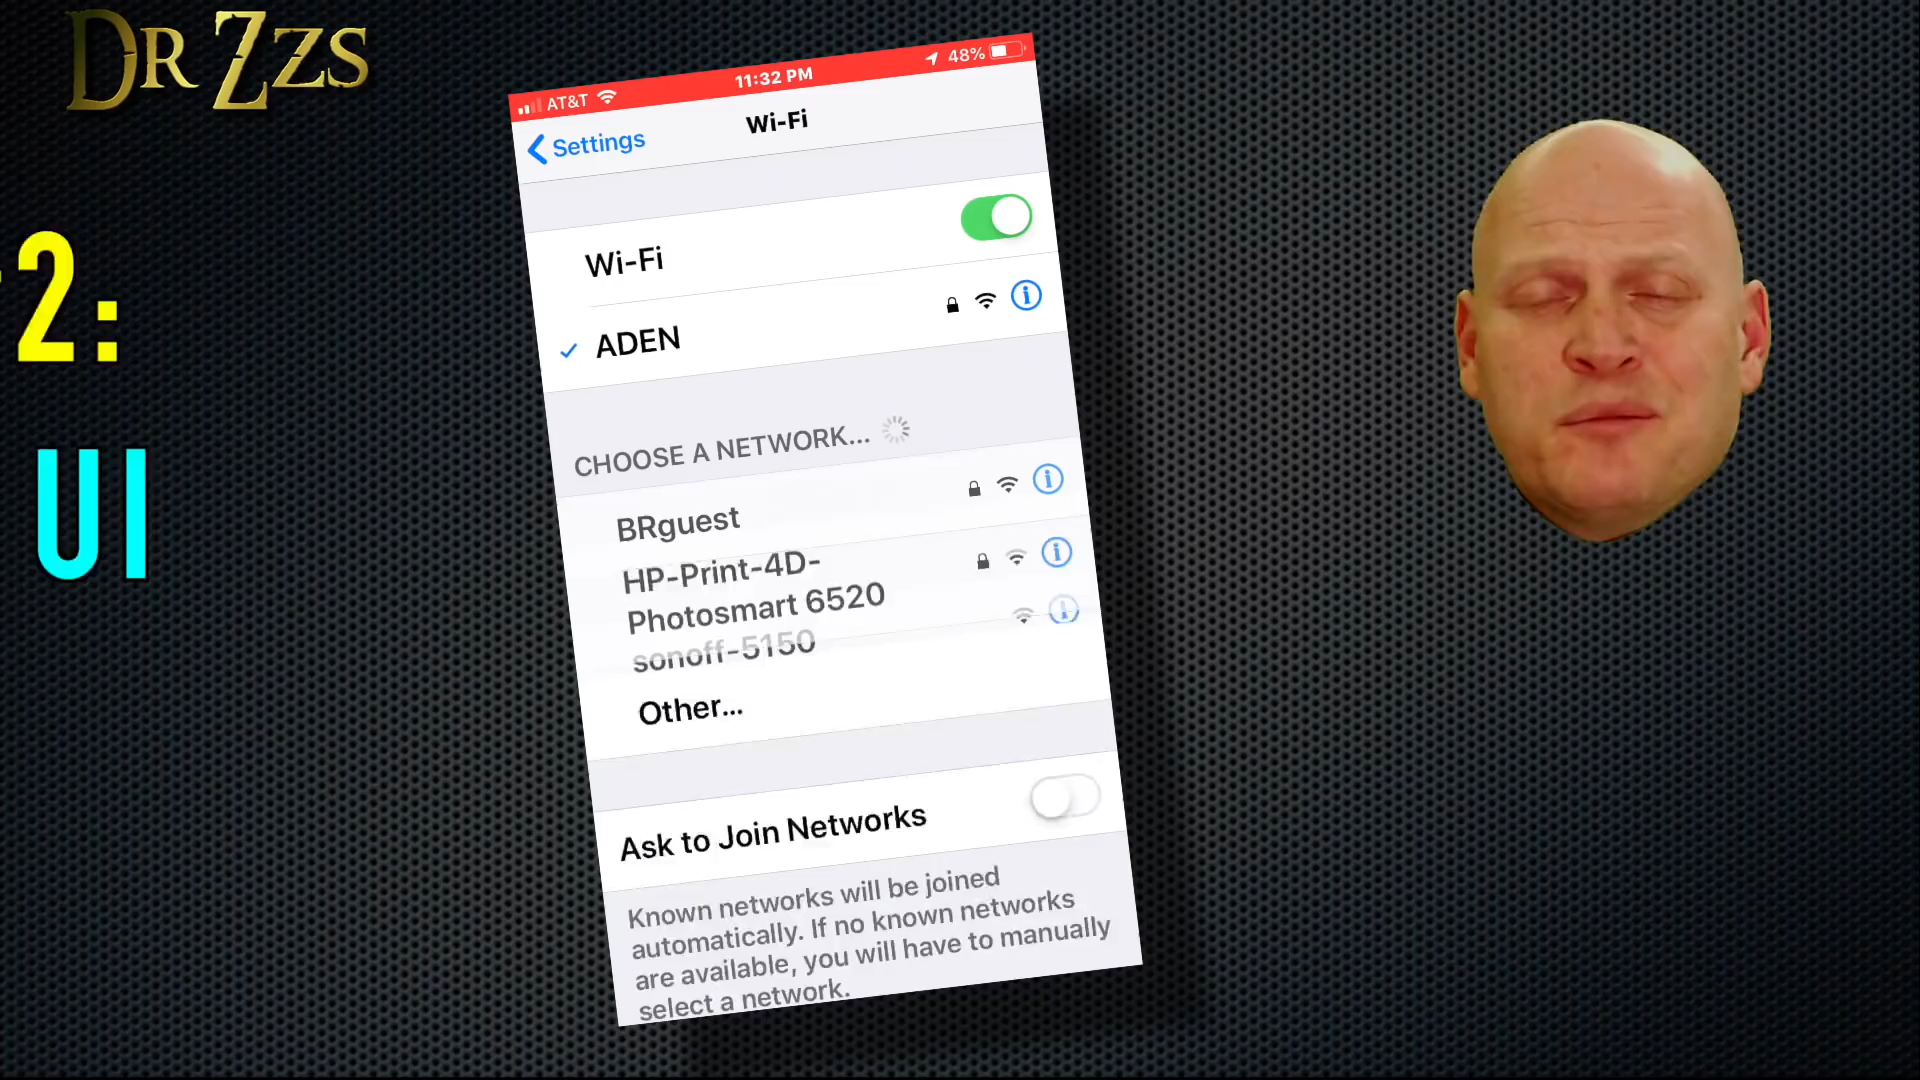 DR ZZS
2:
UI
AT&T
11:32 PM
48%
Settings
Wi-Fi
Wi-Fi
ADEN
CHOOSE A NETWORK...
BRguest
HP-Print-4D-
Photosmart 6520
sonoff-5150
Other...
Ask to Join Networks
Known networks will be joined
automatically. If no known networks
are available, you will have to manually
select a network.